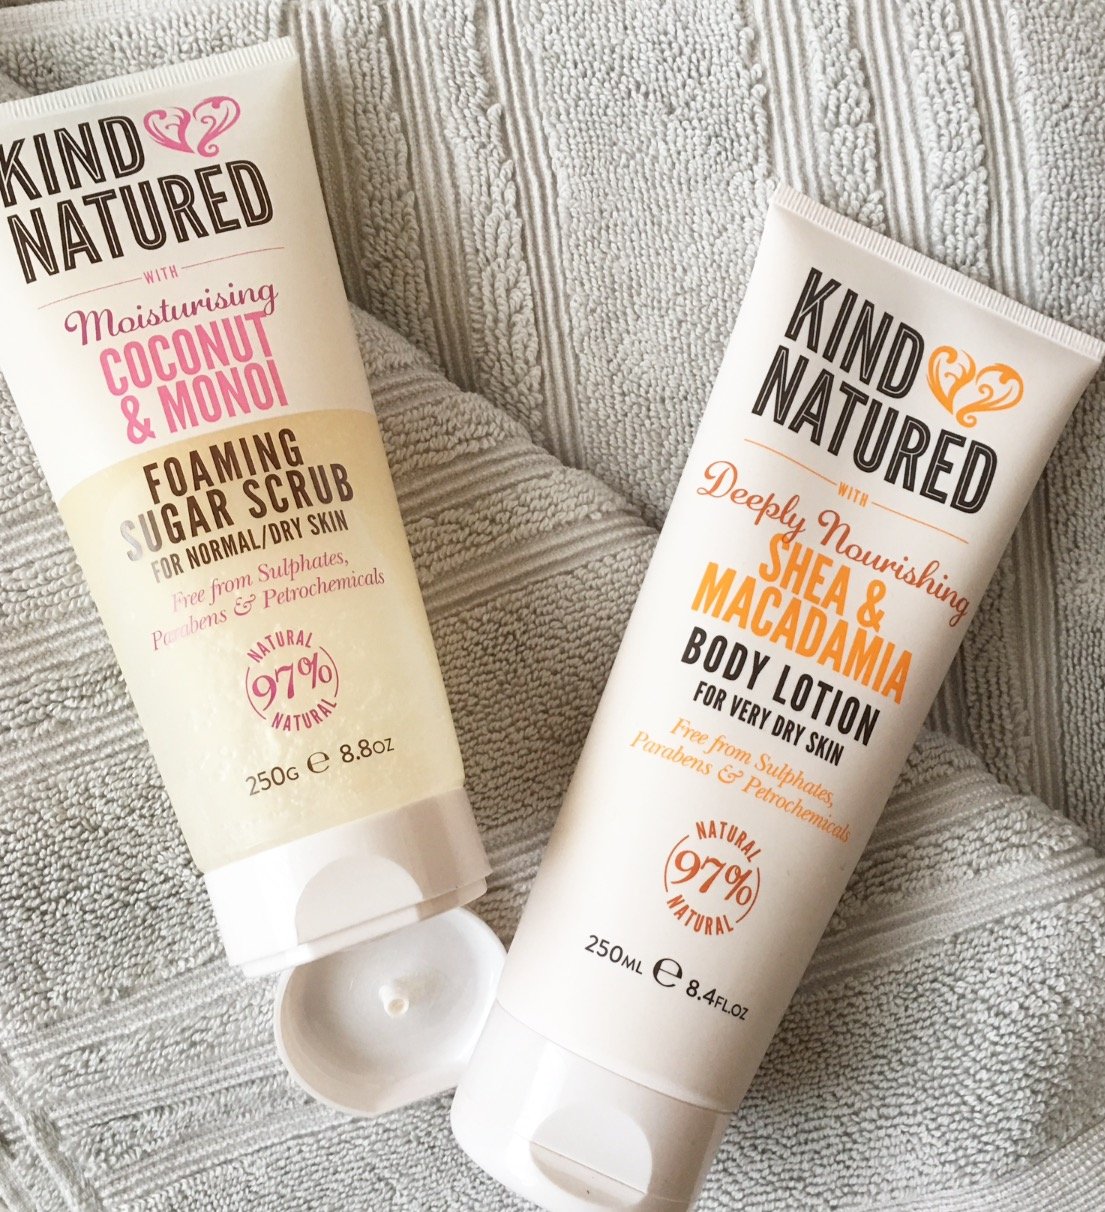 KIND
NATURED
WITH
Moisturising
COCONUT
& MONOI
FOAMING
SUGAR SCRUB
FOR NORMAL/DRY SKIN
Free from Sulphates,
Parabens & Petrochemicals
NATURAL
97%
NATURAL
250G e 8.8OZ
KIND
NATURED
WITH
Deeply Nourishing
SHEA &
MACADAMIA
BODY LOTION
FOR VERY DRY SKIN
Free from Sulphates,
Parabens & Petrochemicals
NATURAL
97%
NATURAL
250ML e 8.4FL.OZ